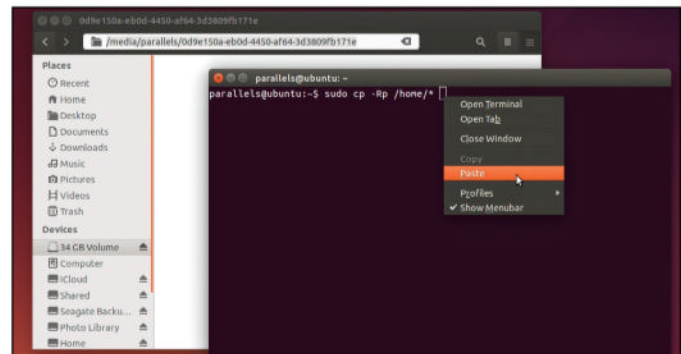 0d9e150a-eb0d-4450-af64-3d3809fb171e
/media/parallels/0d9e150a-eb0d-4450-af64-3d3809fb171e
Places
Recent
Home
Desktop
Documents
Downloads
Music
Pictures
Videos
Trash
Devices
34 GB Volume
Computer
iCloud
Shared
Seagate Backu...
Photo Library
Home
parallels@ubuntu: ~
parallels@ubuntu:~$ sudo cp -Rp /home/*
Open Terminal
Open Tab
Close Window
Copy
Paste
Profiles
Show Menubar